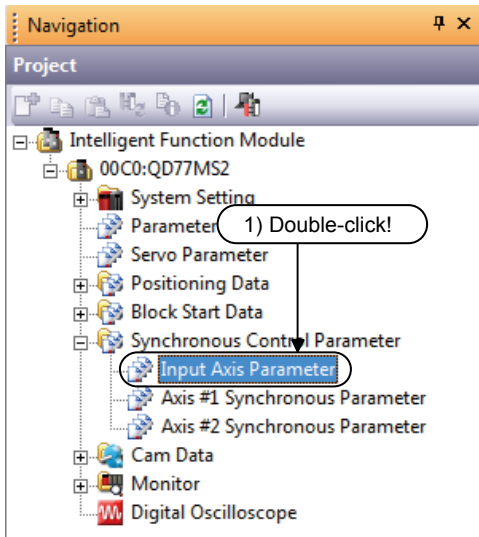 Navigation
Project
Intelligent Function Module
00C0:QD77MS2
System Setting
Parameter
1) Double-click!
Servo Parameter
Positioning Data
Block Start Data
Synchronous Control Parameter
Input Axis Parameter
Axis #1 Synchronous Parameter
Axis #2 Synchronous Parameter
Cam Data
Monitor
Digital Oscilloscope